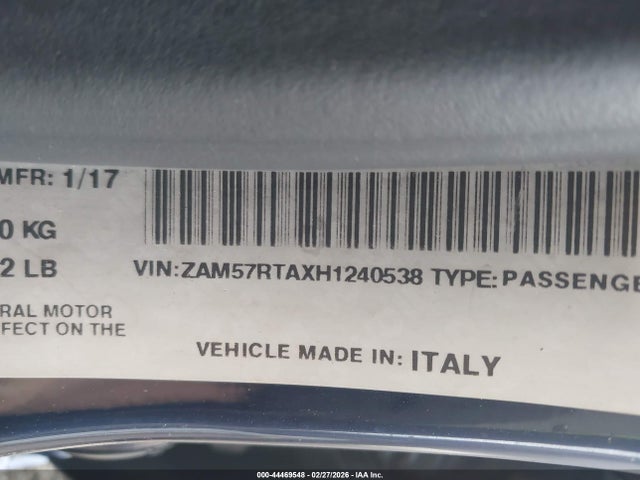 MFR: 1/17
0 KG
2 LB
VIN:ZAM57RTAXH1240538 TYPE:PASSENGE
RAL MOTOR
FECT ON THE
VEHICLE MADE IN: ITALY
000-44469548 - 02/27/2026 - IAA Inc.